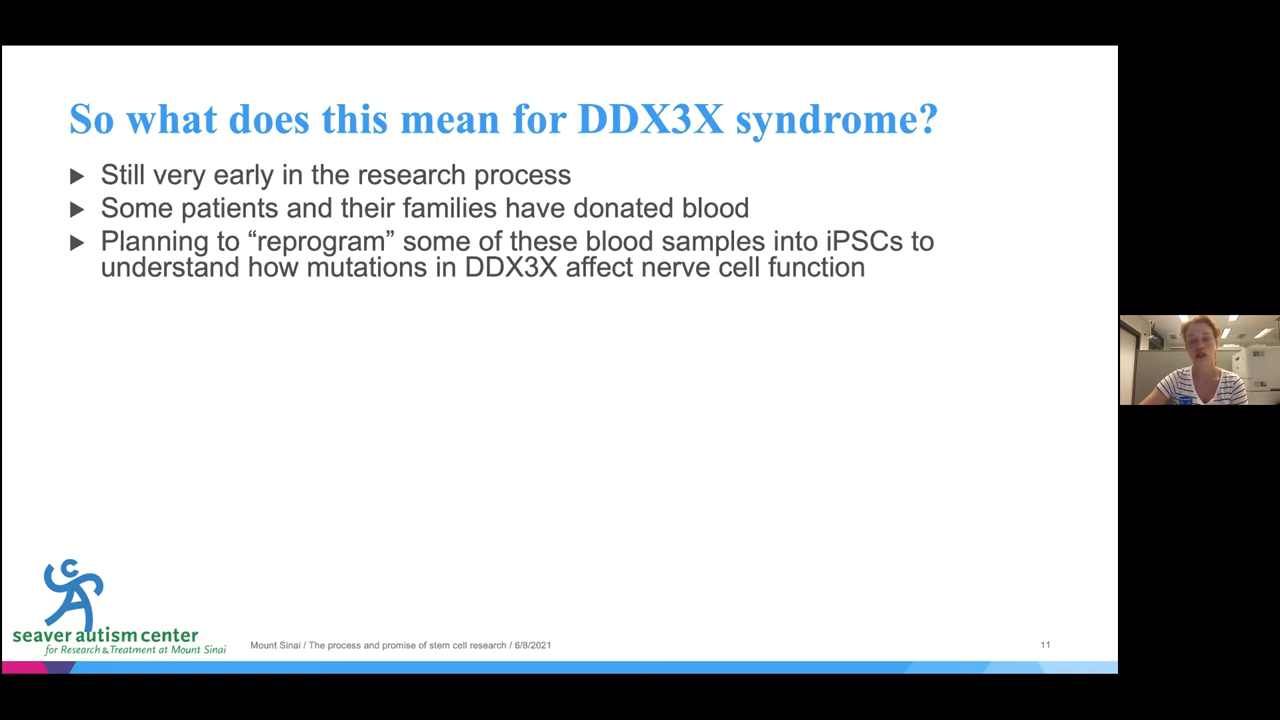 So what does this mean for DDX3X syndrome?
Still very early in the research process
Some patients and their families have donated blood
Planning to “reprogram” some of these blood samples into iPSCs to
understand how mutations in DDX3X affect nerve cell function
seaver autism center
for Research & Treatment at Mount Sinai
Mount Sinai / The process and promise of stem cell research / 6/8/2021
11